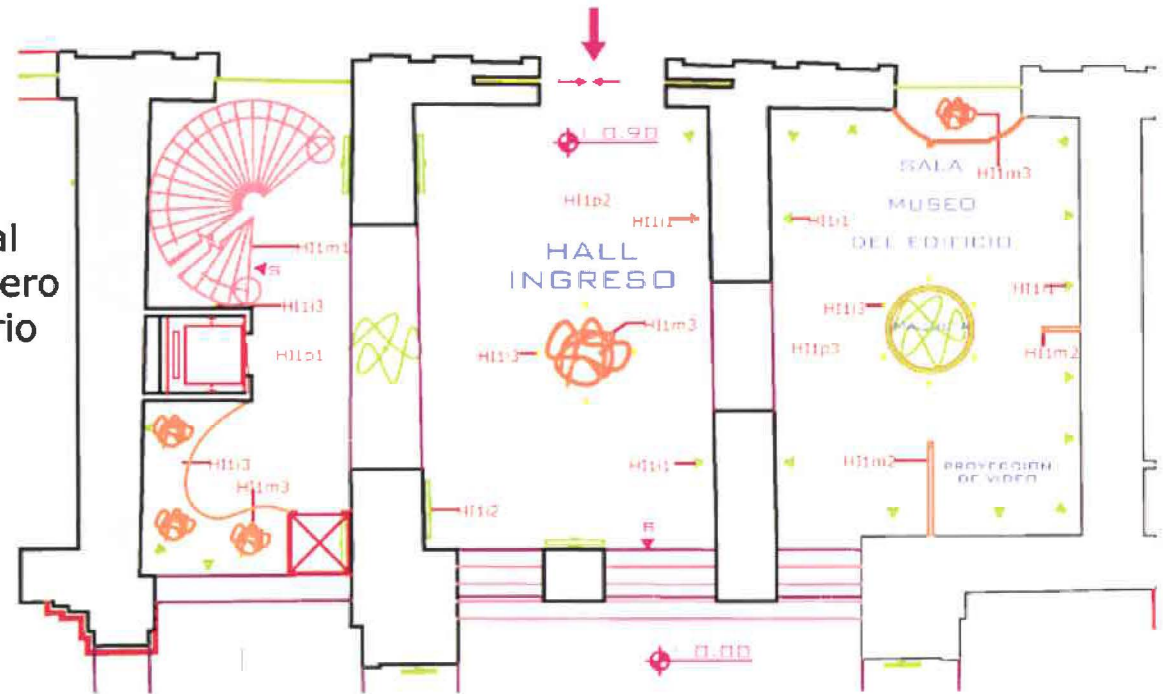 al
ero
rio
0.90
SALA
HI1m3
MUSEO
DEL EDIFICIO
HI1p2
HI1i1
HI1i1
HALL
INGRESO
HI1m1
S
HI1i3
HI1i1
HI1i3
HI1m3
HI1i3
HI1p1
HI1p3
HI1m2
HI1i3
HI1m3
HI1i2
HI1i1
HI1m2
PROYECCION
DE VIDEO
0.00